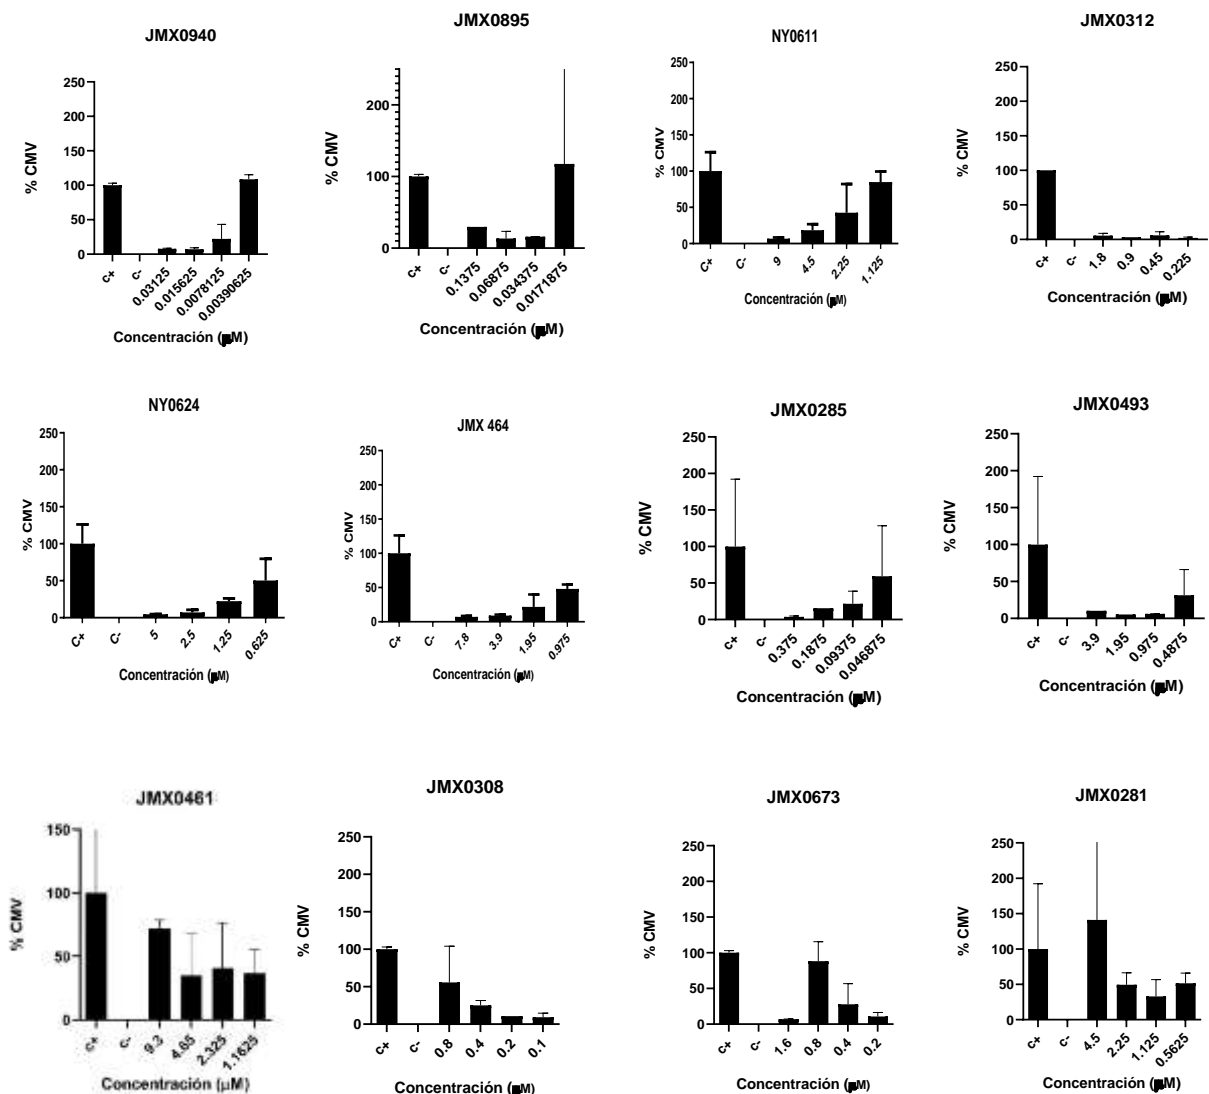 JMX0940
% CMV
250
200
150
100
50
0
c+ c- 0.03125 0.015625 0.0078125 0.00390625
Concentración (µM)
JMX0895
% CMV
200
100
0
c+ c- 0.1375 0.06875 0.034375 0.0171875
Concentración (µM)
NY0611
% CMV
250
200
150
100
50
0
C+ C- 9 4.5 2.25 1.125
Concentración (µM)
JMX0312
% CMV
250
200
150
100
50
0
c+ c- 1.8 0.9 0.45 0.225
Concentración (µM)
NY0624
% CMV
250
200
150
100
50
0
C+ C- 5 2.5 1.25 0.625
Concentración (µM)
JMX 464
% CMV
250
200
150
100
50
0
C+ C- 7.8 3.9 1.95 0.975
Concentración (µM)
JMX0285
% CMV
250
200
150
100
50
0
c+ c- 0.375 0.1875 0.09375 0.046875
Concentración (µM)
JMX0493
% CMV
250
200
150
100
50
0
c+ c- 3.9 1.95 0.975 0.4875
Concentración (µM)
JMX0461
% CMV
150
100
50
0
c+ c- 9.3 4.65 2.325 1.1625
Concentración (µM)
JMX0308
% CMV
250
200
150
100
50
0
c+ c- 0.8 0.4 0.2 0.1
Concentración (µM)
JMX0673
% CMV
250
200
150
100
50
0
c+ c- 1.6 0.8 0.4 0.2
Concentración (µM)
JMX0281
% CMV
250
200
150
100
50
0
c+ c- 4.5 2.25 1.125 0.5625
Concentración (µM)